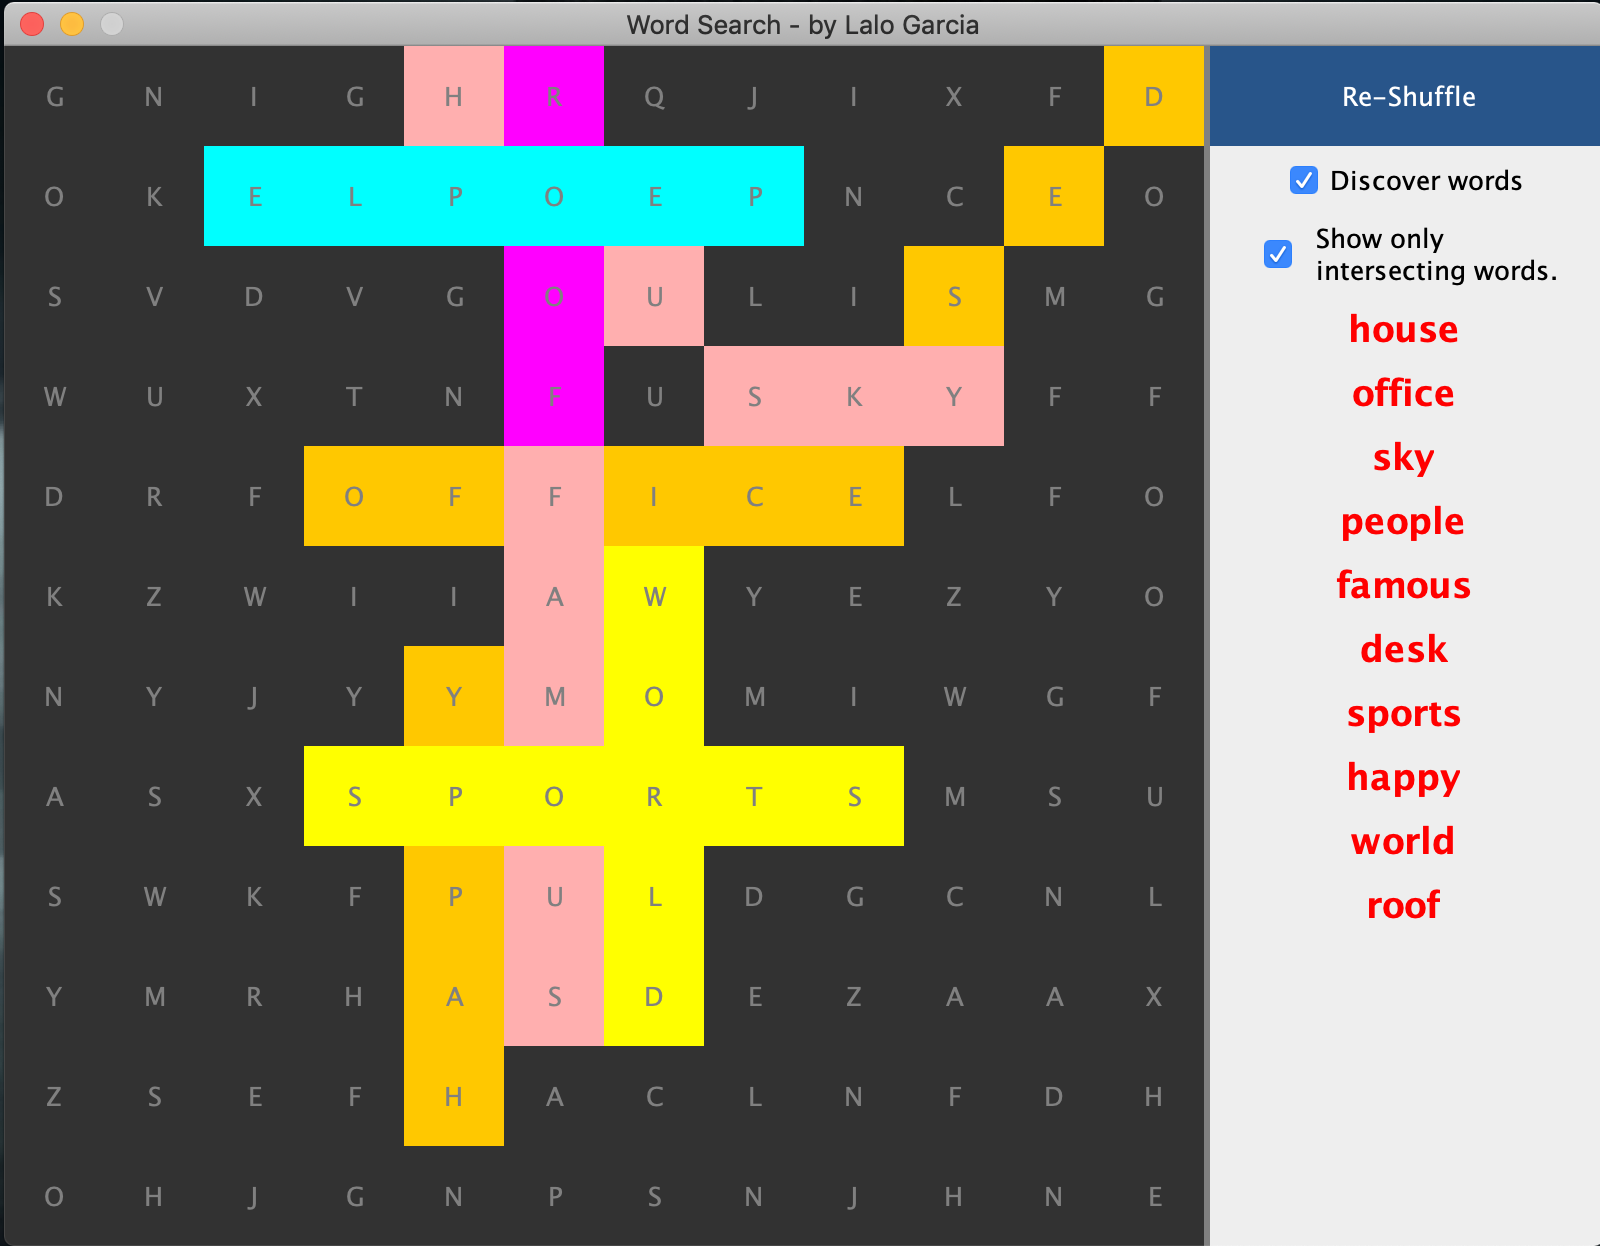 Word Search - by Lalo Garcia
G N I G H R Q J I X F D
O K E L P O E P N C E O
S V D V G O U L I S M G
W U X T N F U S K Y F F
D R F O F F I C E L F O
K Z W I I A W Y E Z Y O
N Y J Y Y M O M I W G F
A S X S P O R T S M S U
S W K F P U L D G C N L
Y M R H A S D E Z A A X
Z S E F H A C L N F D H
O H J G N P S N J H N E
Re-Shuffle
Discover words
Show only
intersecting words.
house
office
sky
people
famous
desk
sports
happy
world
roof